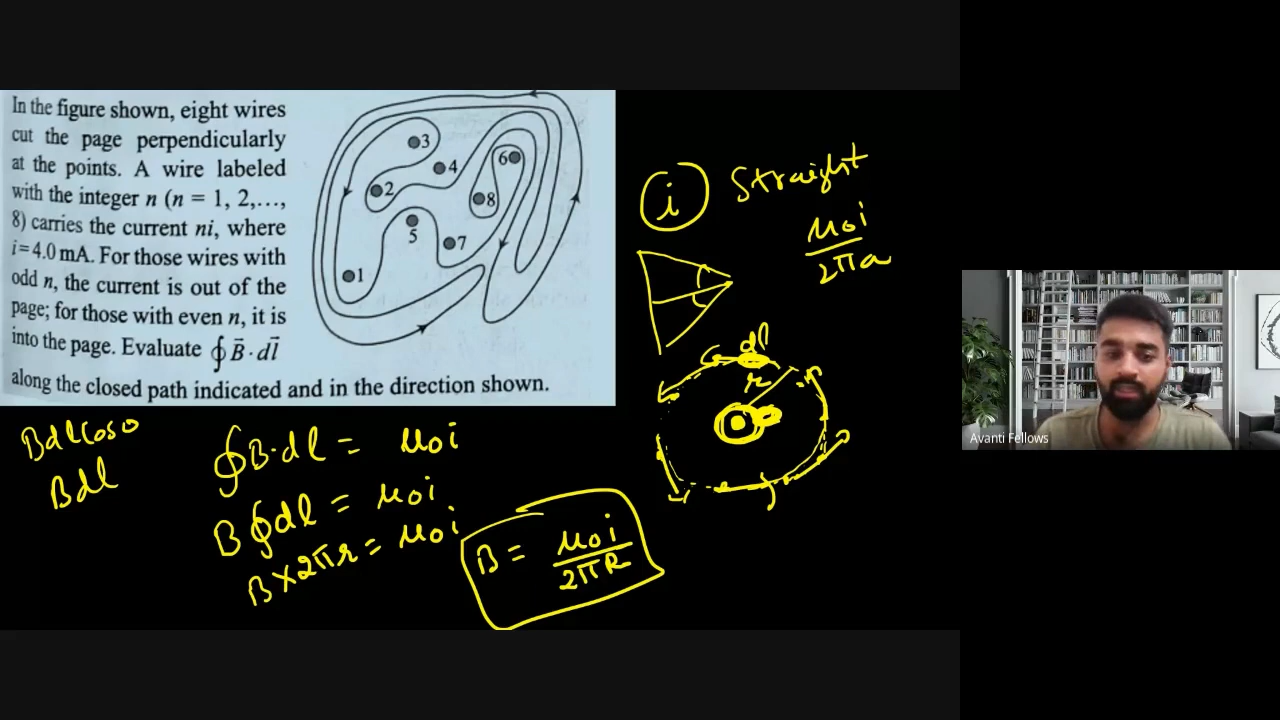 In the figure shown, eight wires
cut the page perpendicularly
at the points. A wire labeled
with the integer n (n = 1, 2,...,
8) carries the current ni, where
i=4.0 mA. For those wires with
odd n, the current is out of the
page; for those with even n, it is
into the page. Evaluate ∮B⃗·dl⃗
along the closed path indicated and in the direction shown.
3
4
6
2
8
5
7
1
i Straight
μ₀i
2πa
dl
r
Bdlcos0
Bdl
∮B·dl = μ₀i
B∮dl = μ₀i
B×2πr = μ₀i
B = μ₀i
2πR
Avanti Fellows